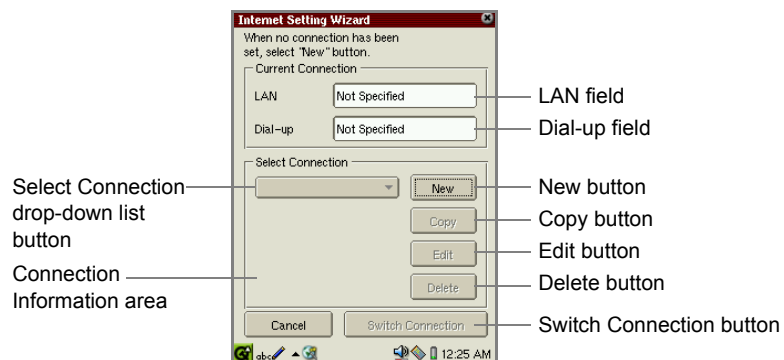 Internet Setting Wizard
When no connection has been
set, select "New" button.
Current Connection
LAN
Not Specified
LAN field
Dial-up
Not Specified
Dial-up field
Select Connection
Select Connection
drop-down list
button
New
New button
Copy
Copy button
Edit
Edit button
Connection
Information area
Delete
Delete button
Cancel
Switch Connection
Switch Connection button
abc
12:25 AM